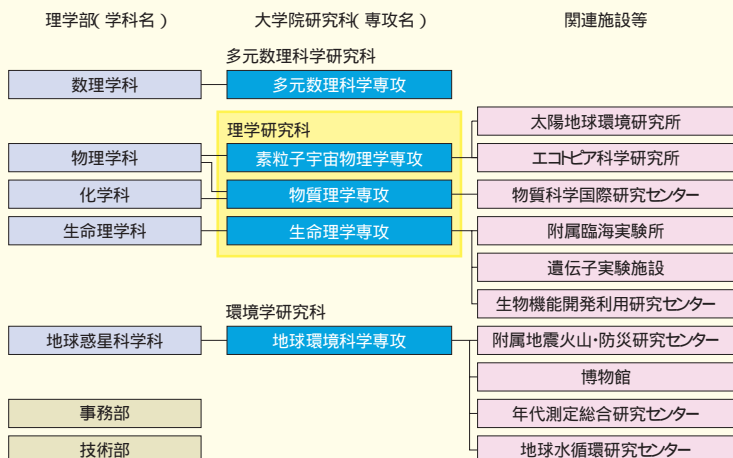 理学部(学科名) 大学院研究科(専攻名) 関連施設等
多元数理科学研究科
数理学科 多元数理科学専攻
太陽地球環境研究所
理学研究科
物理学科 素粒子宇宙物理学専攻 エコトピア科学研究所
化学科 物質理学専攻 物質科学国際研究センター
生命理学科 生命理学専攻 附属臨海実験所
遺伝子実験施設
生物機能開発利用研究センター
環境学研究科
地球惑星科学科 地球環境科学専攻 附属地震火山・防災研究センター
博物館
事務部 年代測定総合研究センター
技術部 地球水循環研究センター